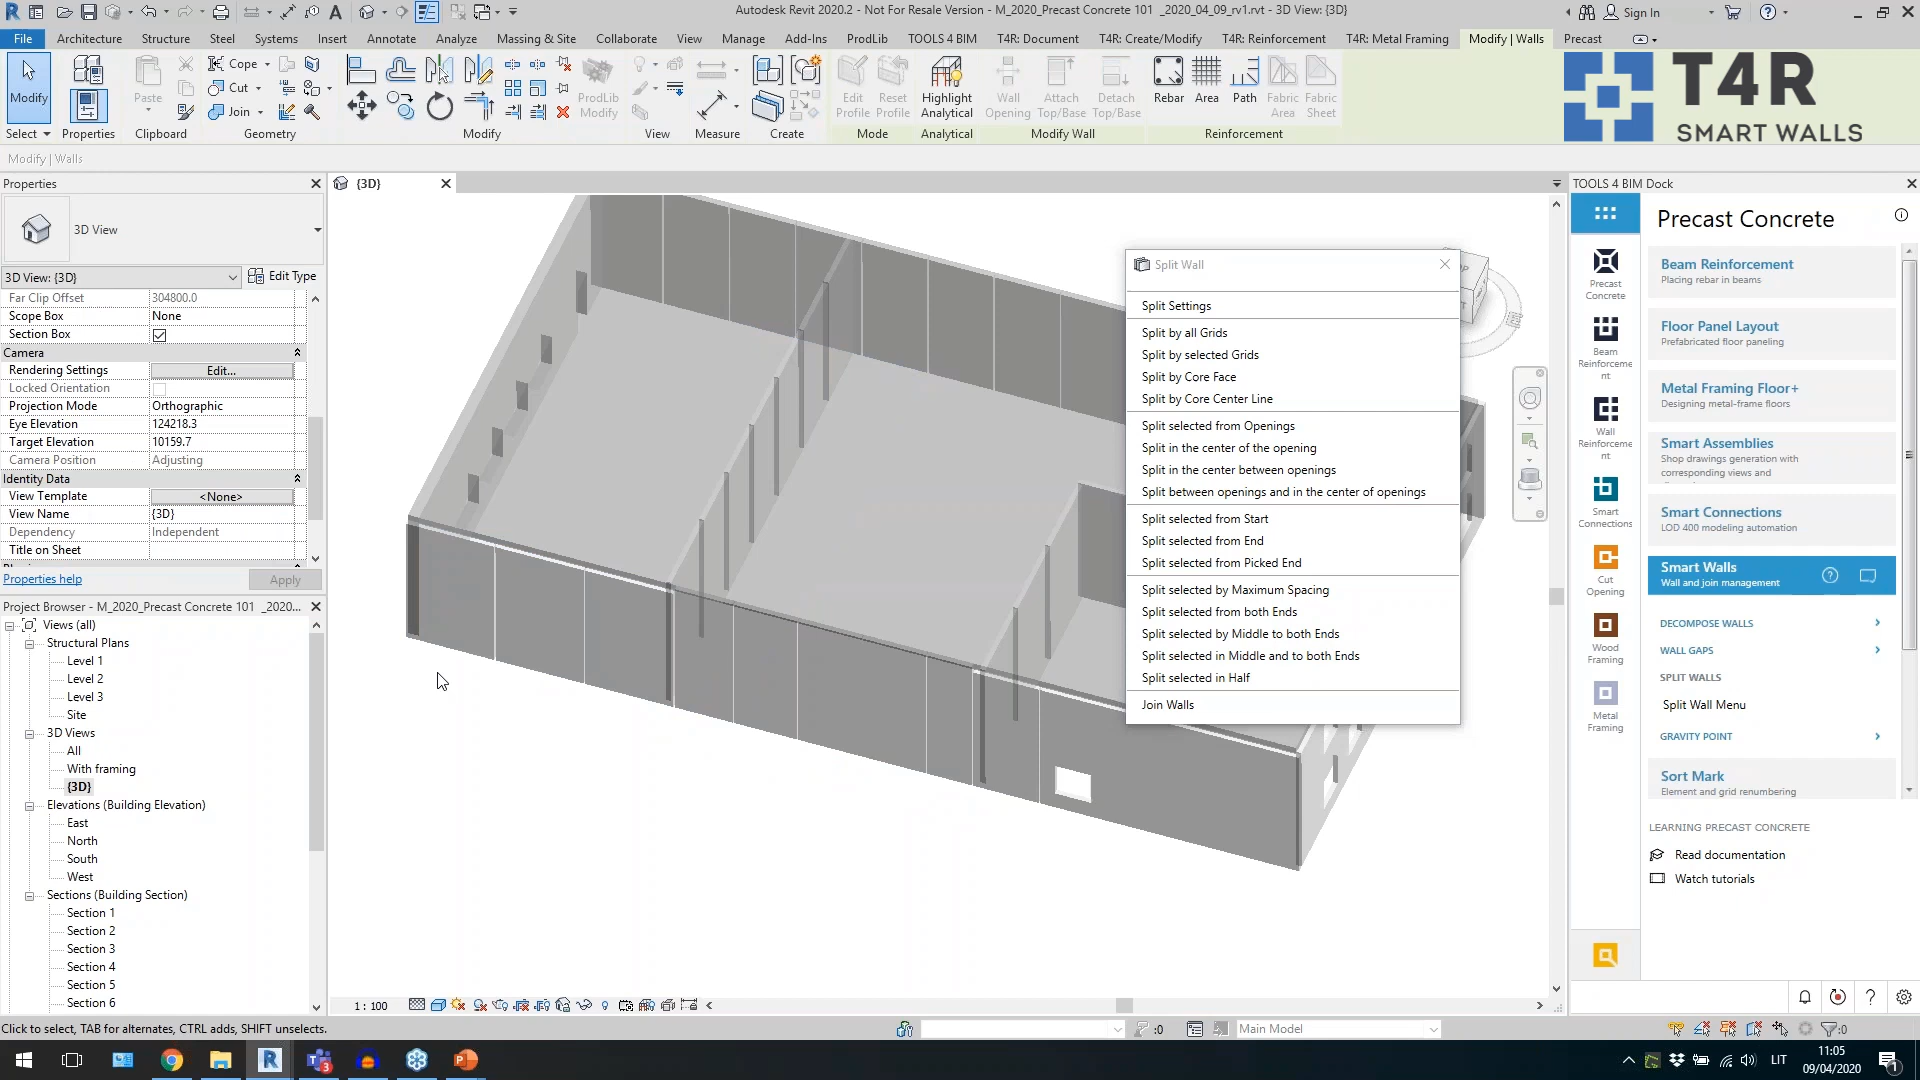 Autodesk Revit 2020.2 - Not For Resale Version - M_2020_Precast Concrete 101 _2020_04_09_rv1.rvt - 3D View: {3D}
Sign In
File Architecture Structure Steel Systems Insert Annotate Analyze Massing & Site Collaborate View Manage Add-Ins ProdLib TOOLS 4 BIM T4R: Document T4R: Create/Modify T4R: Reinforcement T4R: Metal Framing Modify | Walls Precast
Modify
Paste
Cope
Cut
Join
ProdLib
Modify
Edit
Profile
Reset
Profile
Highlight
Analytical
Wall
Opening
Attach
Top/Base
Detach
Top/Base
Rebar
Area
Path
Fabric
Area
Fabric
Sheet
Select Properties Clipboard Geometry Modify View Measure Create Mode Analytical Modify Wall Reinforcement
T4R
SMART WALLS
Modify | Walls
Properties
3D View
3D View: {3D}
Edit Type
Far Clip Offset 304800.0
Scope Box None
Section Box
Camera
Rendering Settings Edit...
Locked Orientation
Projection Mode Orthographic
Eye Elevation 124218.3
Target Elevation 10159.7
Camera Position Adjusting
Identity Data
View Template <None>
View Name {3D}
Dependency Independent
Title on Sheet
Properties help
Apply
Project Browser - M_2020_Precast Concrete 101 _2020...
Views (all)
Structural Plans
Level 1
Level 2
Level 3
Site
3D Views
All
With framing
{3D}
Elevations (Building Elevation)
East
North
South
West
Sections (Building Section)
Section 1
Section 2
Section 3
Section 4
Section 5
Section 6
{3D}
Split Wall
Split Settings
Split by all Grids
Split by selected Grids
Split by Core Face
Split by Core Center Line
Split selected from Openings
Split in the center of the opening
Split in the center between openings
Split between openings and in the center of openings
Split selected from Start
Split selected from End
Split selected from Picked End
Split selected by Maximum Spacing
Split selected from both Ends
Split selected by Middle to both Ends
Split selected in Middle and to both Ends
Split selected in Half
Join Walls
1 : 100
TOOLS 4 BIM Dock
Precast
Concrete
Beam
Reinforceme
nt
Wall
Reinforceme
nt
Smart
Connections
Cut
Opening
Wood
Framing
Metal
Framing
Precast Concrete
Beam Reinforcement
Placing rebar in beams
Floor Panel Layout
Prefabricated floor paneling
Metal Framing Floor+
Designing metal-frame floors
Smart Assemblies
Shop drawings generation with
corresponding views and
Smart Connections
LOD 400 modeling automation
Smart Walls
Wall and join management
DECOMPOSE WALLS
WALL GAPS
SPLIT WALLS
Split Wall Menu
GRAVITY POINT
Sort Mark
Element and grid renumbering
LEARNING PRECAST CONCRETE
Read documentation
Watch tutorials
Click to select, TAB for alternates, CTRL adds, SHIFT unselects.
:0
Main Model
:0
LIT
11:05
09/04/2020